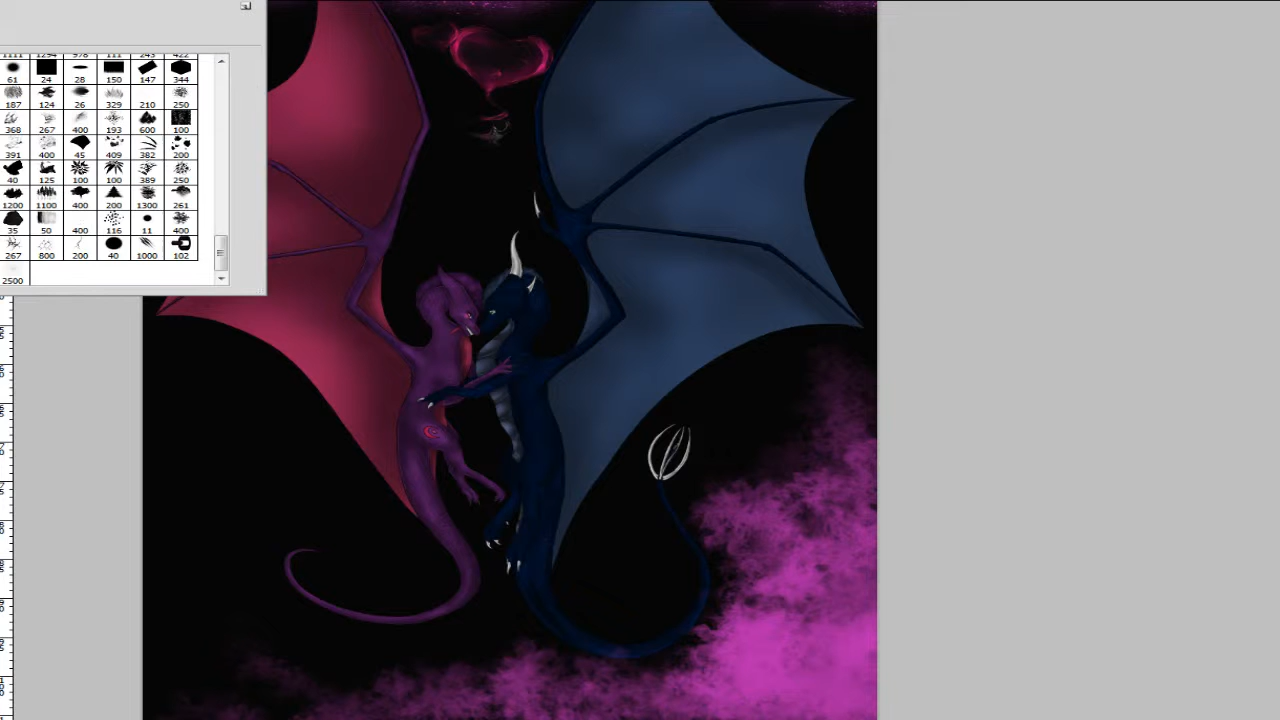 61 24 28 150 147 344
187 124 26 329 210 250
368 267 400 193 600 100
391 400 45 409 382 200
40 125 100 100 389 250
1200 1100 400 200 1300 261
35 50 400 116 11 400
267 800 200 40 1000 102
2500